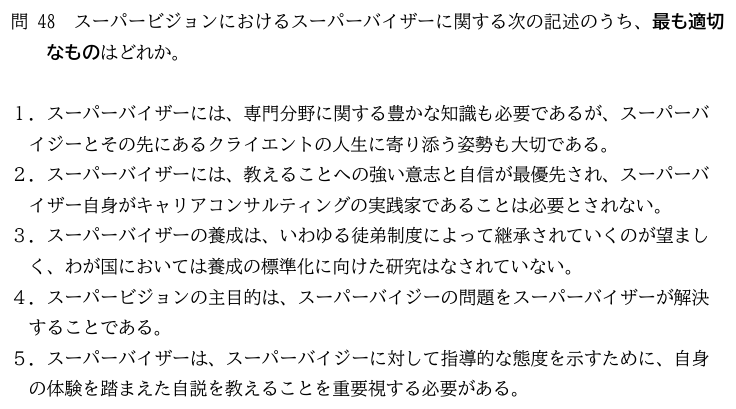 問 48　スーパービジョンにおけるスーパーバイザーに関する次の記述のうち、最も適切
なものはどれか。
１．スーパーバイザーには、専門分野に関する豊かな知識も必要であるが、スーパーバ
イジーとその先にあるクライエントの人生に寄り添う姿勢も大切である。
２．スーパーバイザーには、教えることへの強い意志と自信が最優先され、スーパーバ
イザー自身がキャリアコンサルティングの実践家であることは必要とされない。
３．スーパーバイザーの養成は、いわゆる徒弟制度によって継承されていくのが望まし
く、わが国においては養成の標準化に向けた研究はなされていない。
４．スーパービジョンの主目的は、スーパーバイジーの問題をスーパーバイザーが解決
することである。
５．スーパーバイザーは、スーパーバイジーに対して指導的な態度を示すために、自身
の体験を踏まえた自説を教えることを重要視する必要がある。